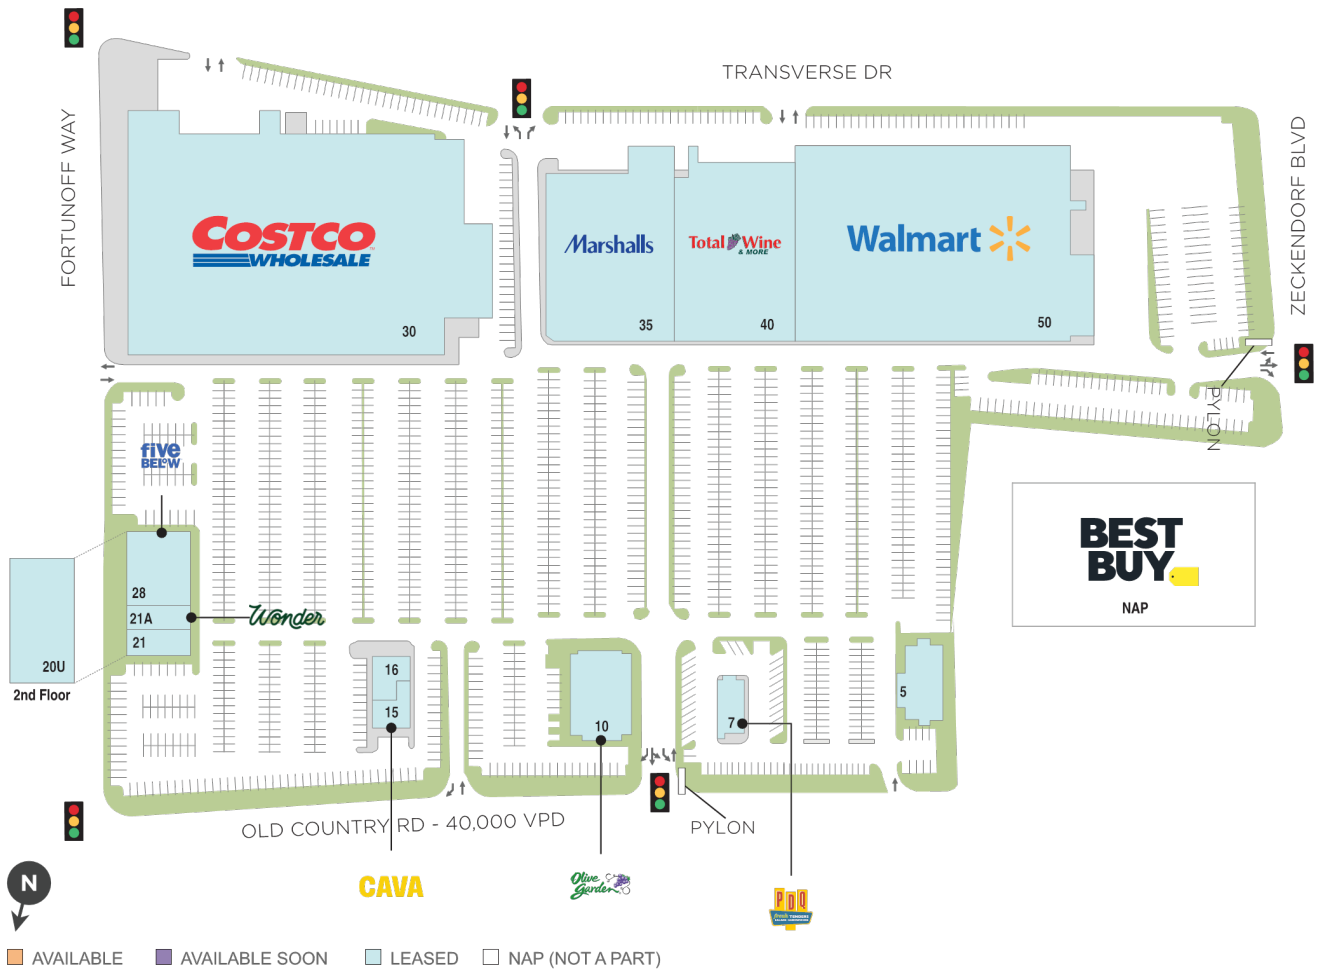 TRANSVERSE DR
FORTUNOFF WAY
ZECKENDORF BLVD
COSTCO
WHOLESALE
30
Marshalls
35
Total Wine
& MORE
40
Walmart
50
PYLON
five
BELOW
28
21A
21
Wonder
20U
2nd Floor
16
15
10
7
5
BEST
BUY
NAP
OLD COUNTRY RD - 40,000 VPD
PYLON
CAVA
Olive
Garden
PDQ
N
AVAILABLE
AVAILABLE SOON
LEASED
NAP (NOT A PART)